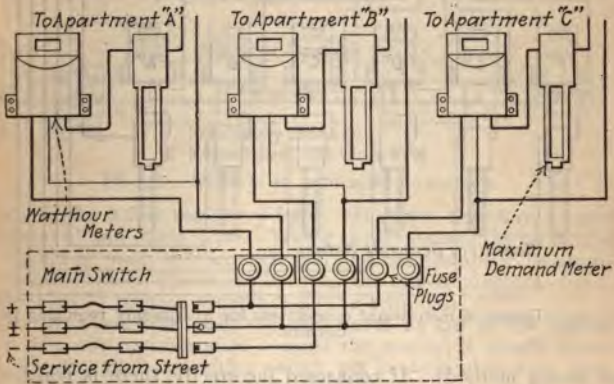 To Apartment "A"
To Apartment "B"
To Apartment "C"
Watthour
Meters
Maximum
Demand Meter
Main Switch
Fuse
Plugs
+
±
−
Service from Street